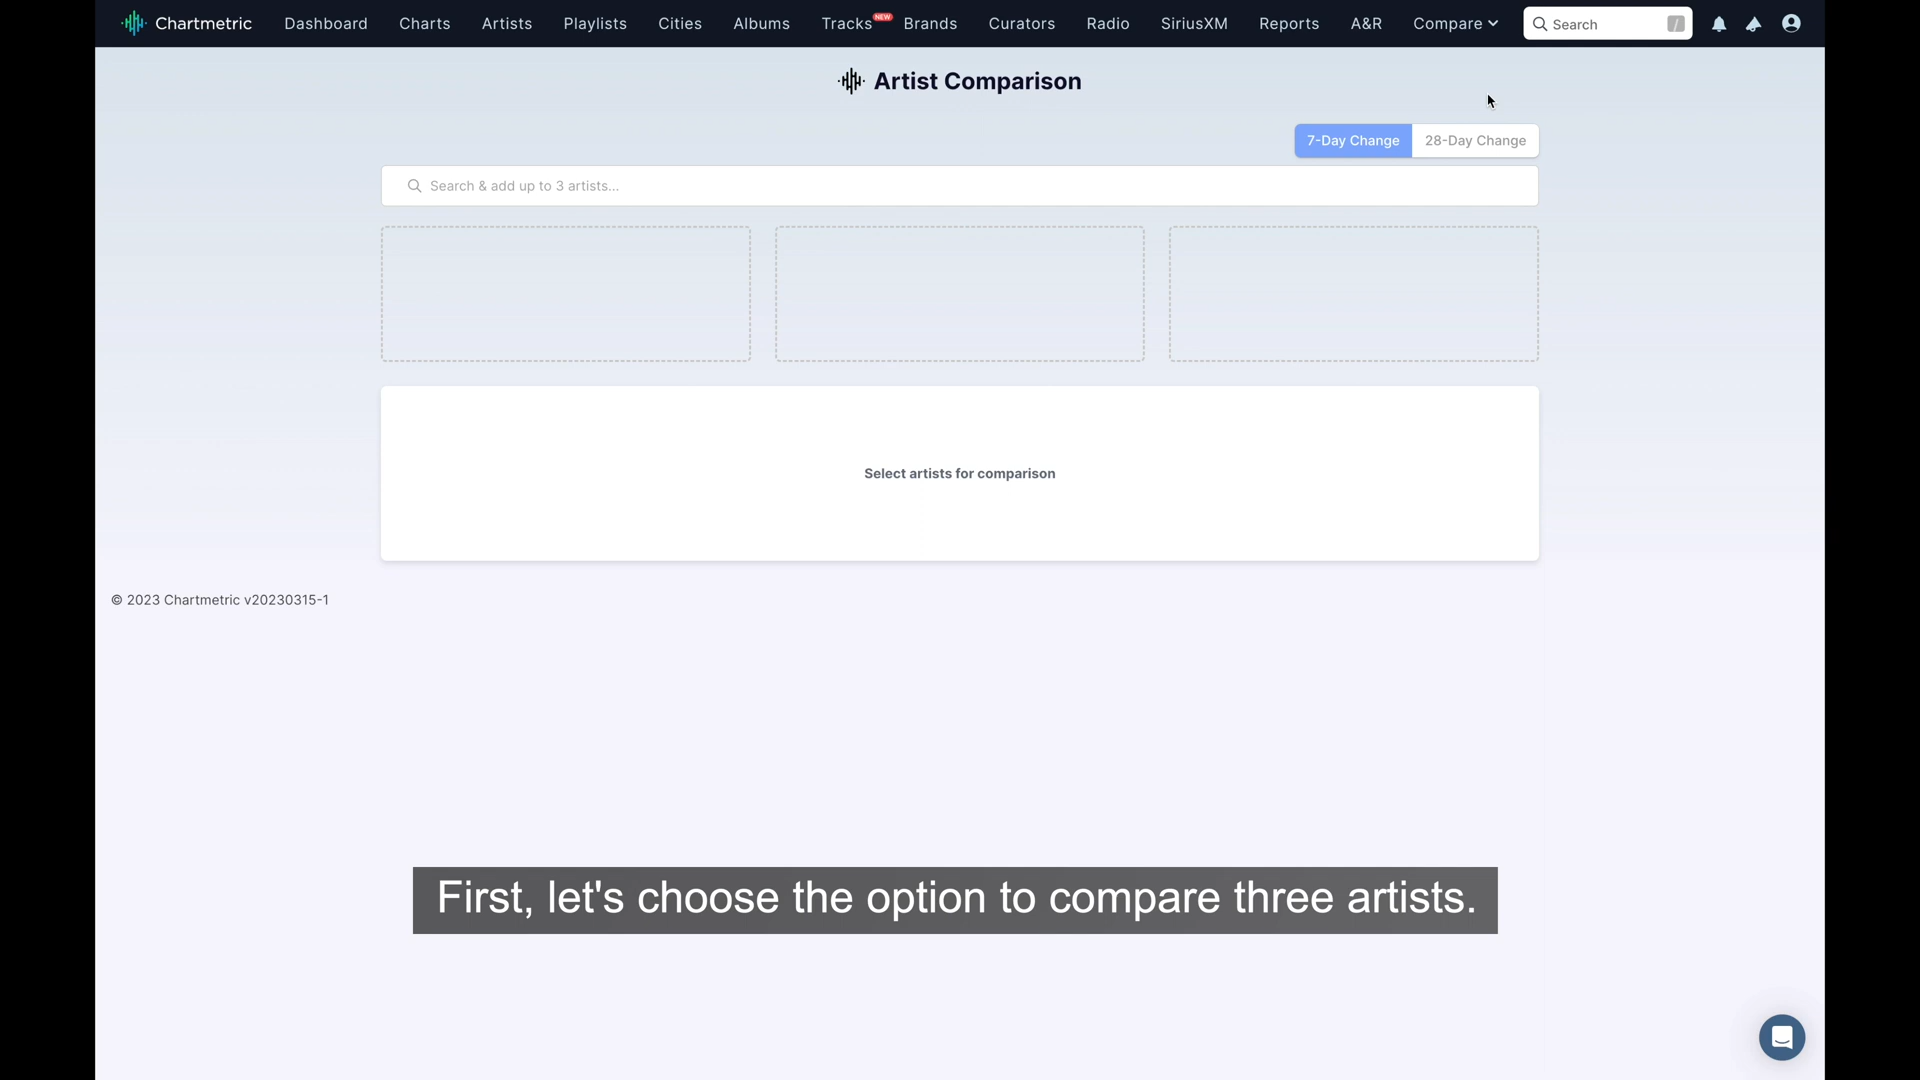 Chartmetric Dashboard Charts Artists Playlists Cities Albums Tracks NEW Brands Curators Radio SiriusXM Reports A&R Compare Search /
Artist Comparison
7-Day Change 28-Day Change
Search & add up to 3 artists...
Select artists for comparison
© 2023 Chartmetric v20230315-1
First, let's choose the option to compare three artists.